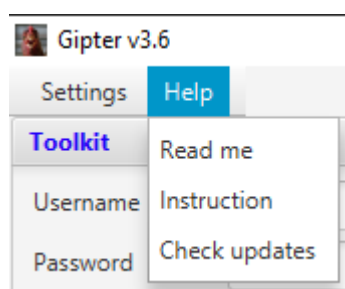 Gipter v3.6
Settings Help
Toolkit
Read me
Username
Instruction
Password
Check updates